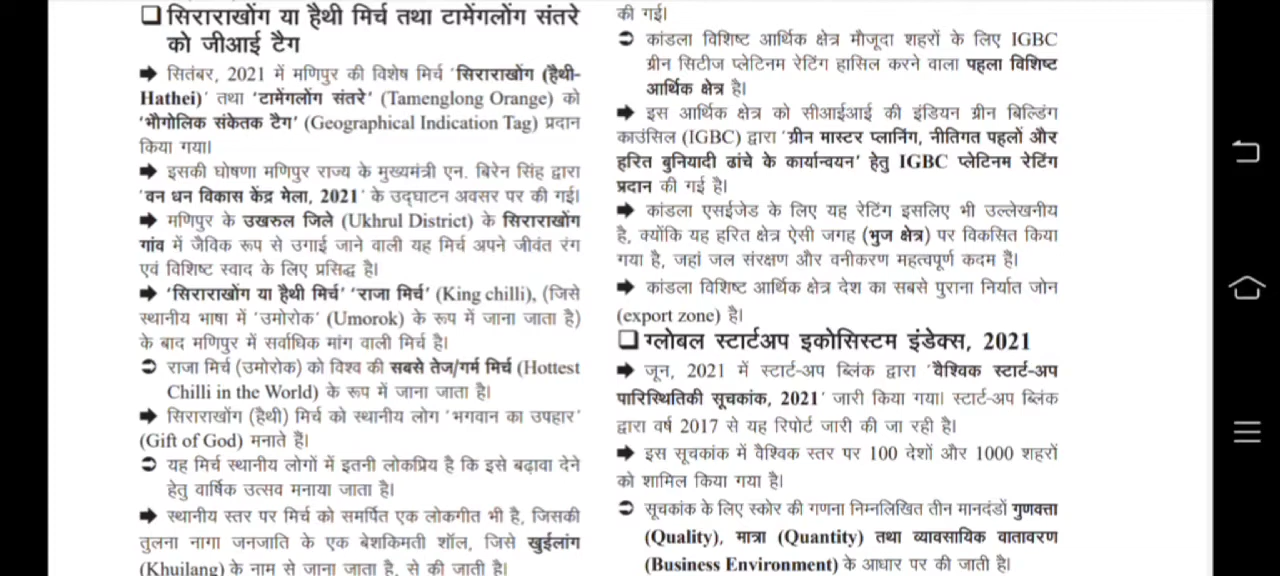 ❑ सिराराखोंग या हैथी मिर्च तथा टामेंगलोंग संतरे
को जीआई टैग
➡ सितंबर, 2021 में मणिपुर की विशेष मिर्च 'सिराराखोंग (हैथी-
Hathei)' तथा 'टामेंगलोंग संतरे' (Tamenglong Orange) को
'भौगोलिक संकेतक टैग' (Geographical Indication Tag) प्रदान
किया गया।
➡ इसकी घोषणा मणिपुर राज्य के मुख्यमंत्री एन. बिरेन सिंह द्वारा
'वन धन विकास केंद्र मेला, 2021' के उद्घाटन अवसर पर की गई।
➡ मणिपुर के उखरुल जिले (Ukhrul District) के सिराराखोंग
गांव में जैविक रूप से उगाई जाने वाली यह मिर्च अपने जीवंत रंग
एवं विशिष्ट स्वाद के लिए प्रसिद्ध है।
➡ 'सिराराखोंग या हैथी मिर्च' 'राजा मिर्च' (King chilli), (जिसे
स्थानीय भाषा में 'उमोरोक' (Umorok) के रूप में जाना जाता है)
के बाद मणिपुर में सर्वाधिक मांग वाली मिर्च है।
➲ राजा मिर्च (उमोरोक) को विश्व की सबसे तेज/गर्म मिर्च (Hottest
Chilli in the World) के रूप में जाना जाता है।
➡ सिराराखोंग (हैथी) मिर्च को स्थानीय लोग 'भगवान का उपहार'
(Gift of God) मनाते हैं।
➲ यह मिर्च स्थानीय लोगों में इतनी लोकप्रिय है कि इसे बढ़ावा देने
हेतु वार्षिक उत्सव मनाया जाता है।
➡ स्थानीय स्तर पर मिर्च को समर्पित एक लोकगीत भी है, जिसकी
तुलना नागा जनजाति के एक बेशकिमती शॉल, जिसे खुईलांग
(Khuilang) के नाम से जाना जाता है, से की जाती है।
की गई।
➲ कांडला विशिष्ट आर्थिक क्षेत्र मौजूदा शहरों के लिए IGBC
ग्रीन सिटीज प्लेटिनम रेटिंग हासिल करने वाला पहला विशिष्ट
आर्थिक क्षेत्र है।
➡ इस आर्थिक क्षेत्र को सीआईआई की इंडियन ग्रीन बिल्डिंग
काउंसिल (IGBC) द्वारा 'ग्रीन मास्टर प्लानिंग, नीतिगत पहलों और
हरित बुनियादी ढांचे के कार्यान्वयन' हेतु IGBC प्लेटिनम रेटिंग
प्रदान की गई है।
➡ कांडला एसईजेड के लिए यह रेटिंग इसलिए भी उल्लेखनीय
है, क्योंकि यह हरित क्षेत्र ऐसी जगह (भुज क्षेत्र) पर विकसित किया
गया है, जहां जल संरक्षण और वनीकरण महत्वपूर्ण कदम हैं।
➡ कांडला विशिष्ट आर्थिक क्षेत्र देश का सबसे पुराना निर्यात जोन
(export zone) है।
❑ ग्लोबल स्टार्टअप इकोसिस्टम इंडेक्स, 2021
➡ जून, 2021 में स्टार्ट-अप ब्लिंक द्वारा 'वैश्विक स्टार्ट-अप
पारिस्थितिकी सूचकांक, 2021' जारी किया गया। स्टार्ट-अप ब्लिंक
द्वारा वर्ष 2017 से यह रिपोर्ट जारी की जा रही है।
➡ इस सूचकांक में वैश्विक स्तर पर 100 देशों और 1000 शहरों
को शामिल किया गया है।
➲ सूचकांक के लिए स्कोर की गणना निम्नलिखित तीन मानदंडों गुणवत्ता
(Quality), मात्रा (Quantity) तथा व्यावसायिक वातावरण
(Business Environment) के आधार पर की जाती है।